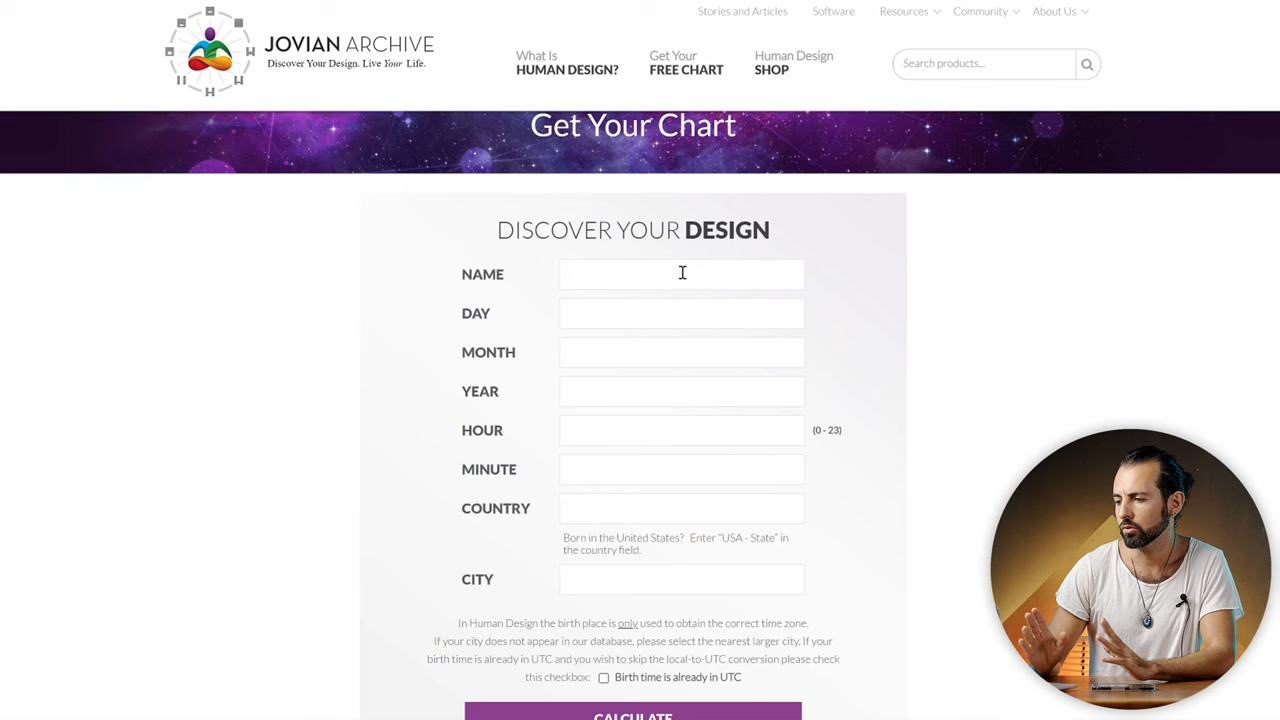 Stories and Articles Software Resources Community About Us
JOVIAN ARCHIVE
Discover Your Design. Live Your Life.
What Is
HUMAN DESIGN?
Get Your
FREE CHART
Human Design
SHOP
Search products...
Get Your Chart
DISCOVER YOUR DESIGN
NAME
DAY
MONTH
YEAR
HOUR (0 - 23)
MINUTE
COUNTRY
Born in the United States? Enter “USA - State” in
the country field.
CITY
In Human Design the birth place is only used to obtain the correct time zone.
If your city does not appear in our database, please select the nearest larger city. If your
birth time is already in UTC and you wish to skip the local-to-UTC conversion please check
this checkbox: Birth time is already in UTC
CALCULATE